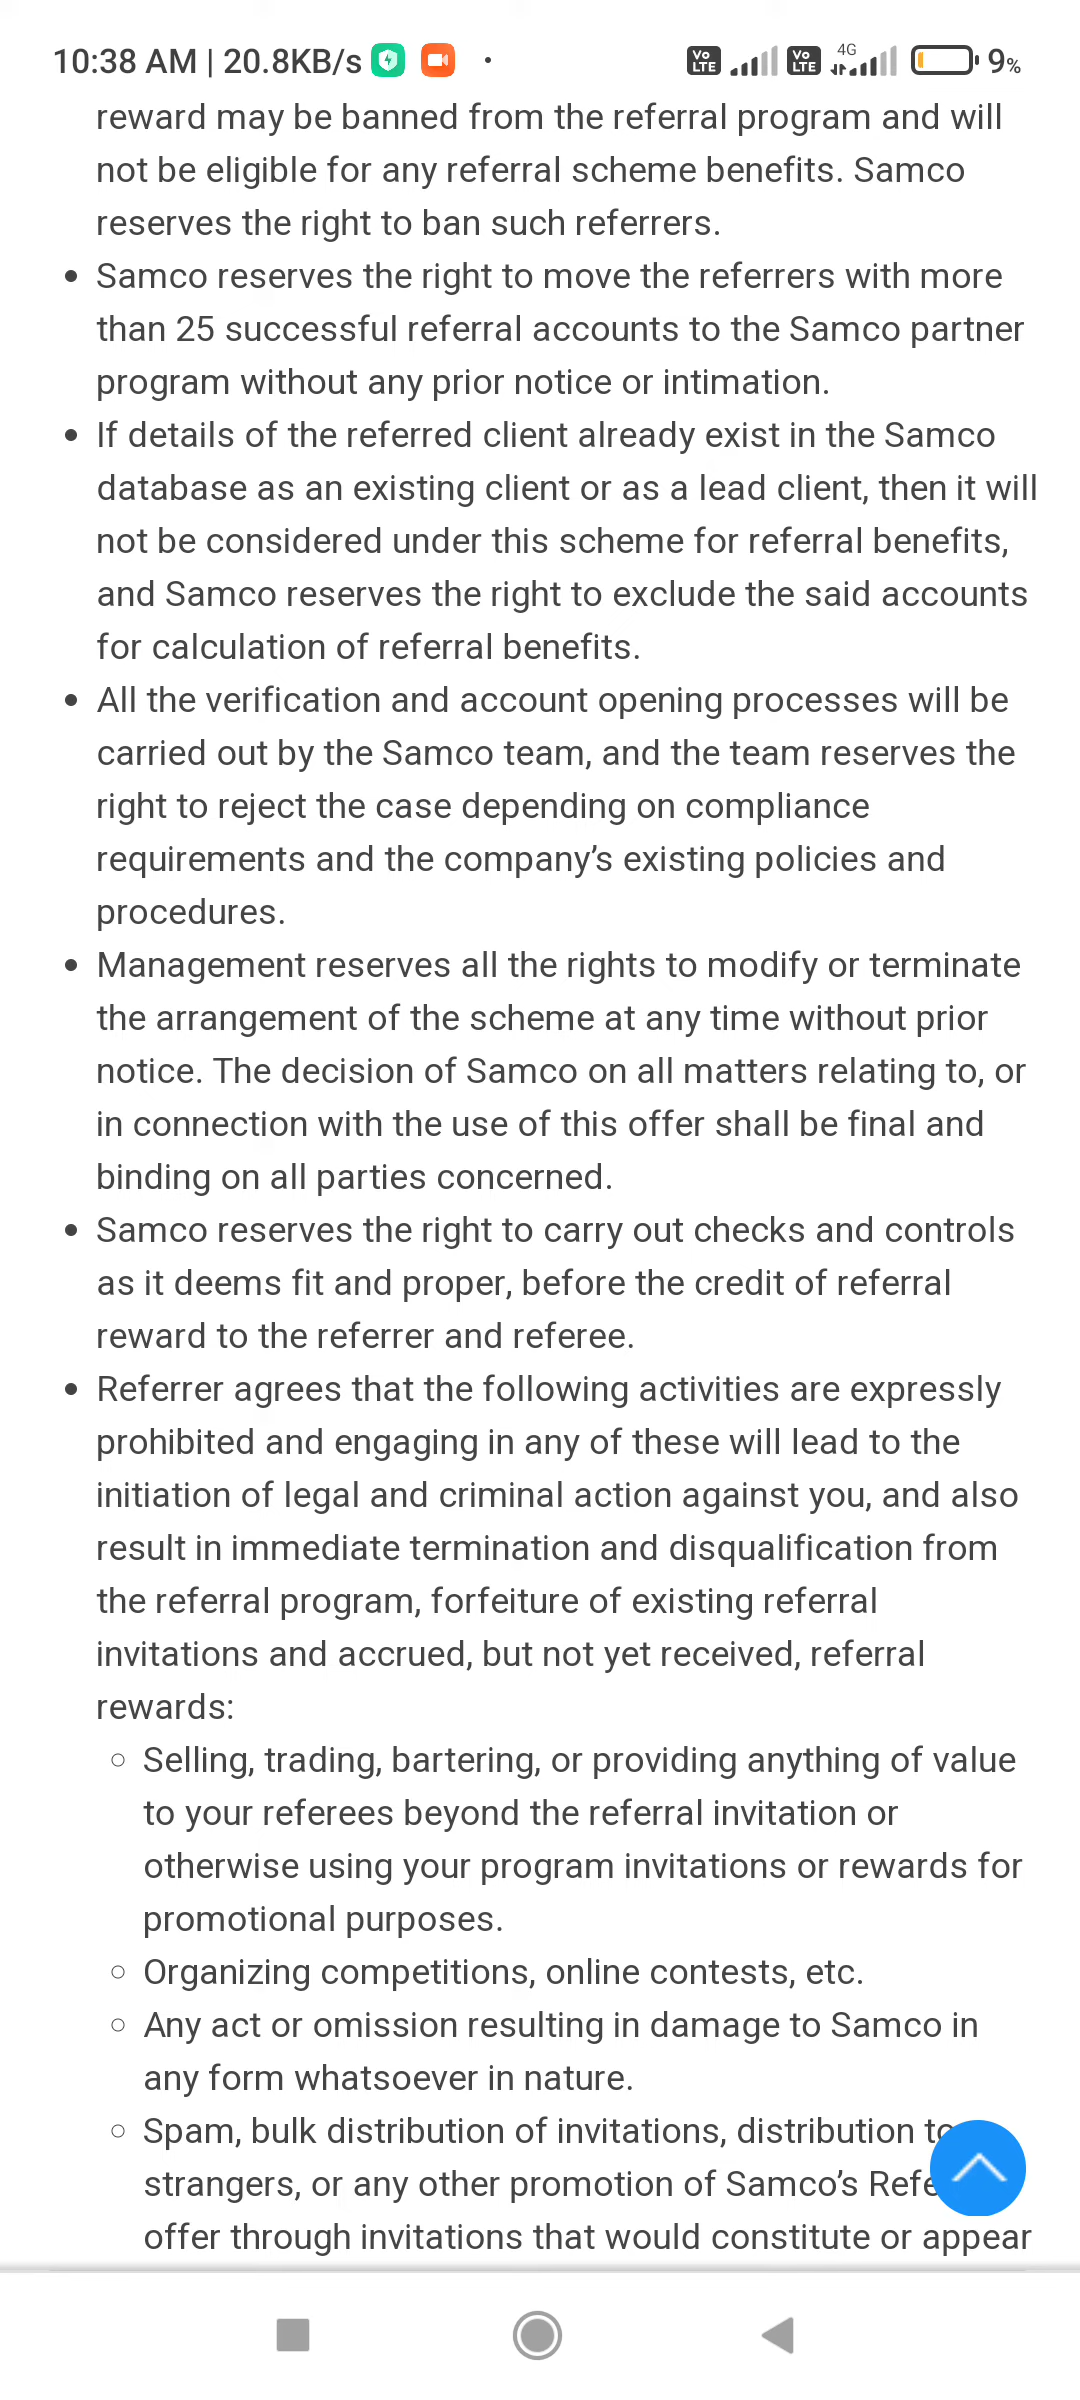 10:38 AM | 20.8KB/s
Vo LTE Vo LTE 4G 9%
reward may be banned from the referral program and will
not be eligible for any referral scheme benefits. Samco
reserves the right to ban such referrers.
Samco reserves the right to move the referrers with more
than 25 successful referral accounts to the Samco partner
program without any prior notice or intimation.
If details of the referred client already exist in the Samco
database as an existing client or as a lead client, then it will
not be considered under this scheme for referral benefits,
and Samco reserves the right to exclude the said accounts
for calculation of referral benefits.
All the verification and account opening processes will be
carried out by the Samco team, and the team reserves the
right to reject the case depending on compliance
requirements and the company’s existing policies and
procedures.
Management reserves all the rights to modify or terminate
the arrangement of the scheme at any time without prior
notice. The decision of Samco on all matters relating to, or
in connection with the use of this offer shall be final and
binding on all parties concerned.
Samco reserves the right to carry out checks and controls
as it deems fit and proper, before the credit of referral
reward to the referrer and referee.
Referrer agrees that the following activities are expressly
prohibited and engaging in any of these will lead to the
initiation of legal and criminal action against you, and also
result in immediate termination and disqualification from
the referral program, forfeiture of existing referral
invitations and accrued, but not yet received, referral
rewards:
Selling, trading, bartering, or providing anything of value
to your referees beyond the referral invitation or
otherwise using your program invitations or rewards for
promotional purposes.
Organizing competitions, online contests, etc.
Any act or omission resulting in damage to Samco in
any form whatsoever in nature.
Spam, bulk distribution of invitations, distribution to
strangers, or any other promotion of Samco’s
offer through invitations that would constitute or appear